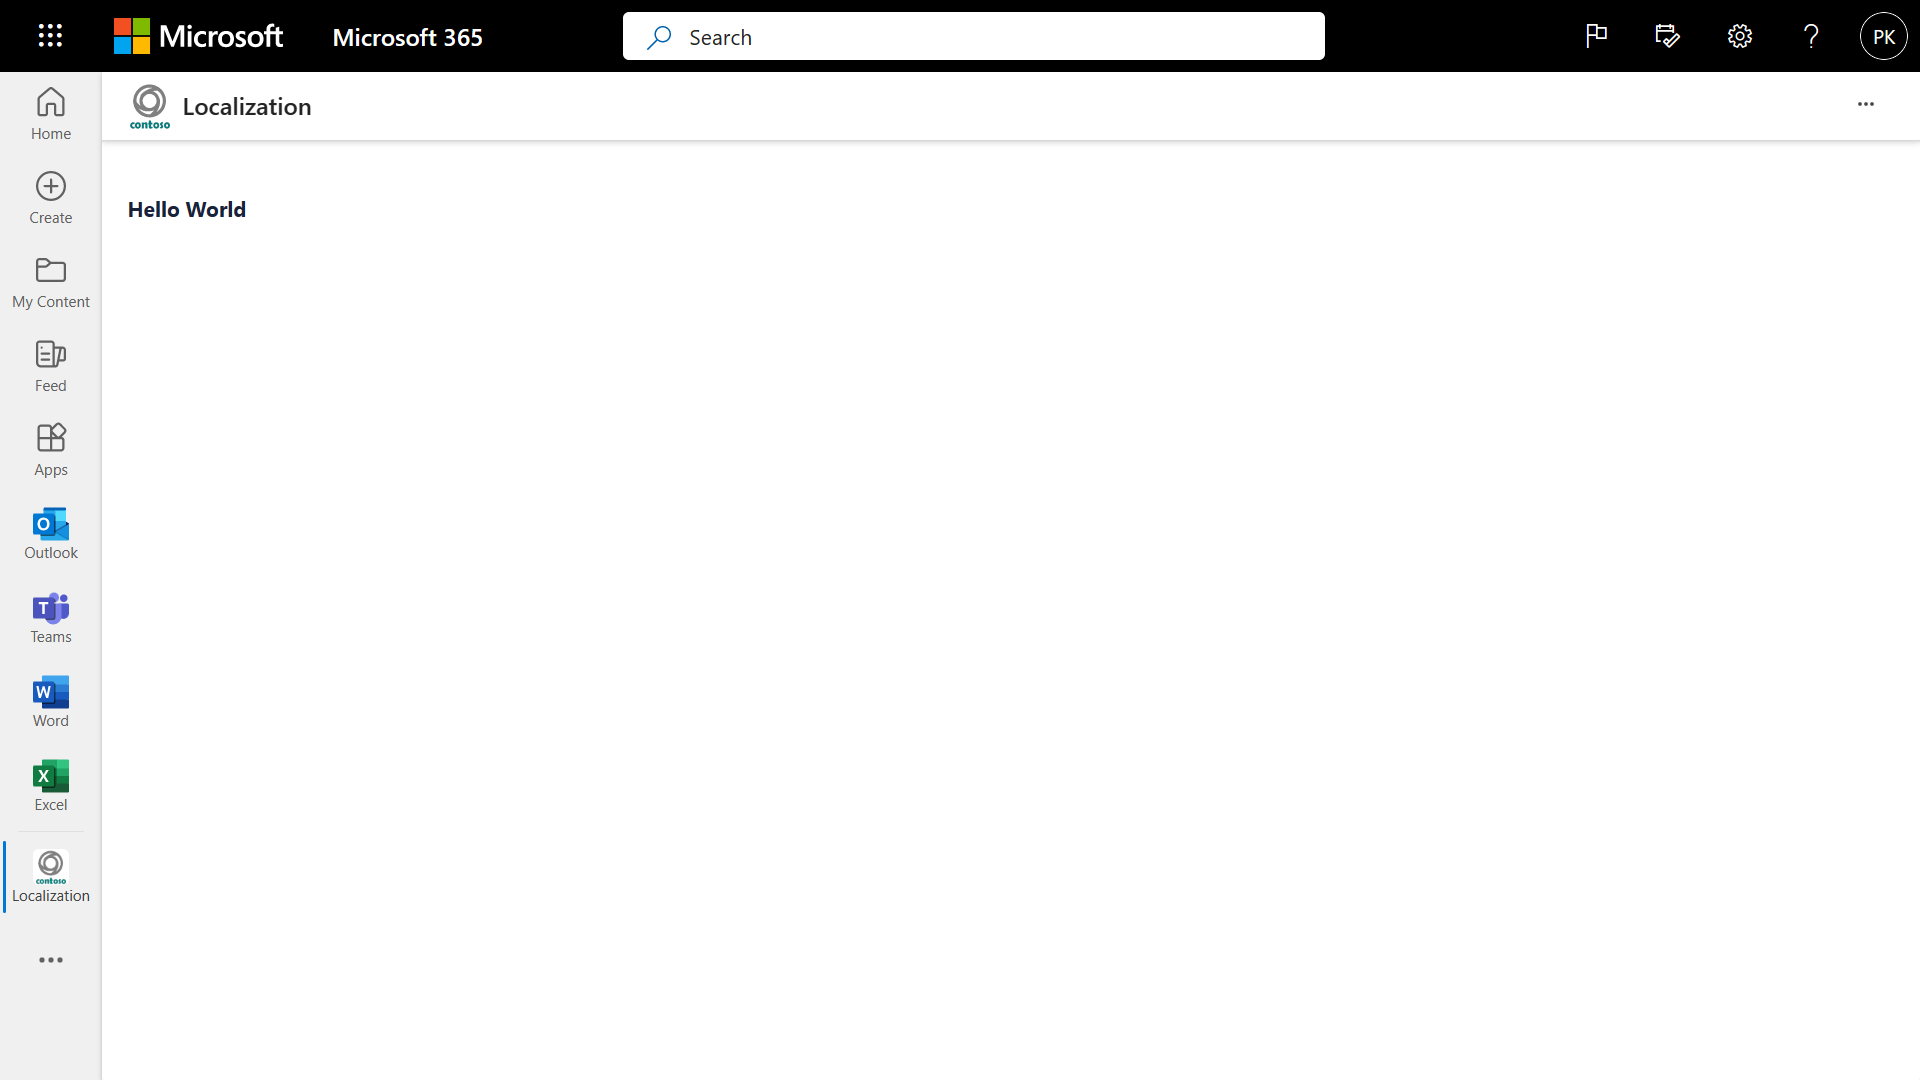 Microsoft
Microsoft 365
Search
PK
Home
Create
My Content
Feed
Apps
Outlook
Teams
Word
Excel
contoso
Localization
contoso
Localization
Hello World